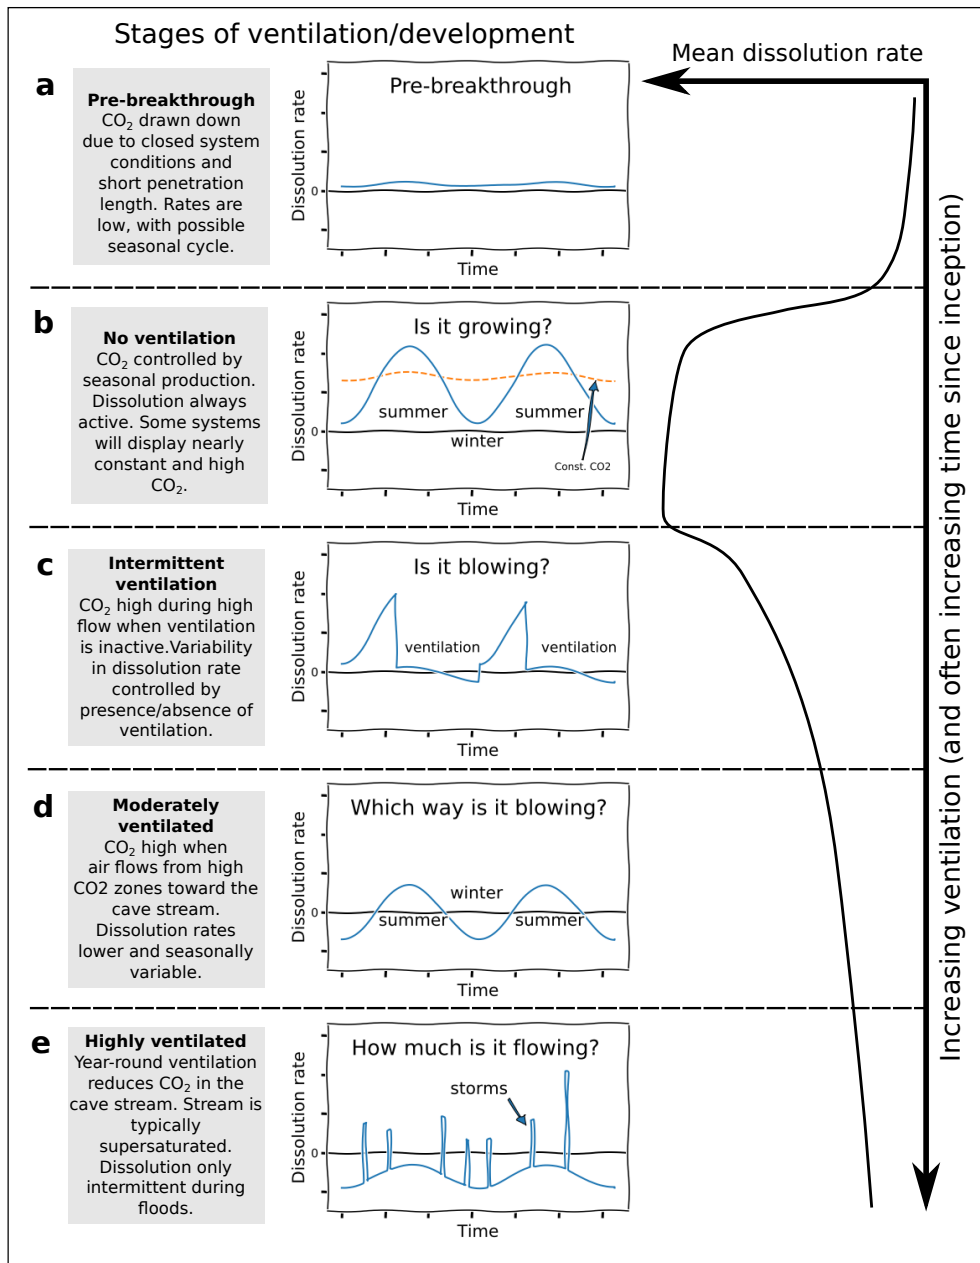 Stages of ventilation/development
Mean dissolution rate
Increasing ventilation (and often increasing time since inception)
a
Pre-breakthrough
CO₂ drawn down
due to closed system
conditions and
short penetration
length. Rates are
low, with possible
seasonal cycle.
Pre-breakthrough
Dissolution rate
0
Time
b
No ventilation
CO₂ controlled by
seasonal production.
Dissolution always
active. Some systems
will display nearly
constant and high
CO₂.
Is it growing?
Dissolution rate
summer
summer
0
winter
Const. CO2
Time
c
Intermittent
ventilation
CO₂ high during high
flow when ventilation
is inactive.Variability
in dissolution rate
controlled by
presence/absence of
ventilation.
Is it blowing?
Dissolution rate
ventilation
ventilation
0
Time
d
Moderately
ventilated
CO₂ high when
air flows from high
CO2 zones toward the
cave stream.
Dissolution rates
lower and seasonally
variable.
Which way is it blowing?
Dissolution rate
winter
0
summer
summer
Time
e
Highly ventilated
Year-round ventilation
reduces CO₂ in the
cave stream. Stream is
typically
supersaturated.
Dissolution only
intermittent during
floods.
How much is it flowing?
Dissolution rate
storms
0
Time